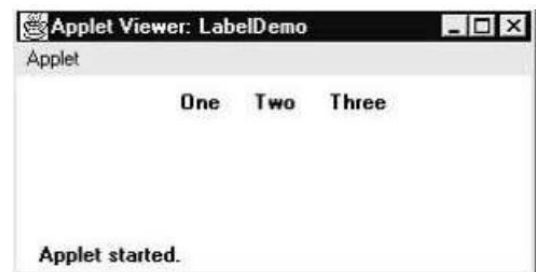 Applet Viewer: LabelDemo
Applet
One Two Three
Applet started.